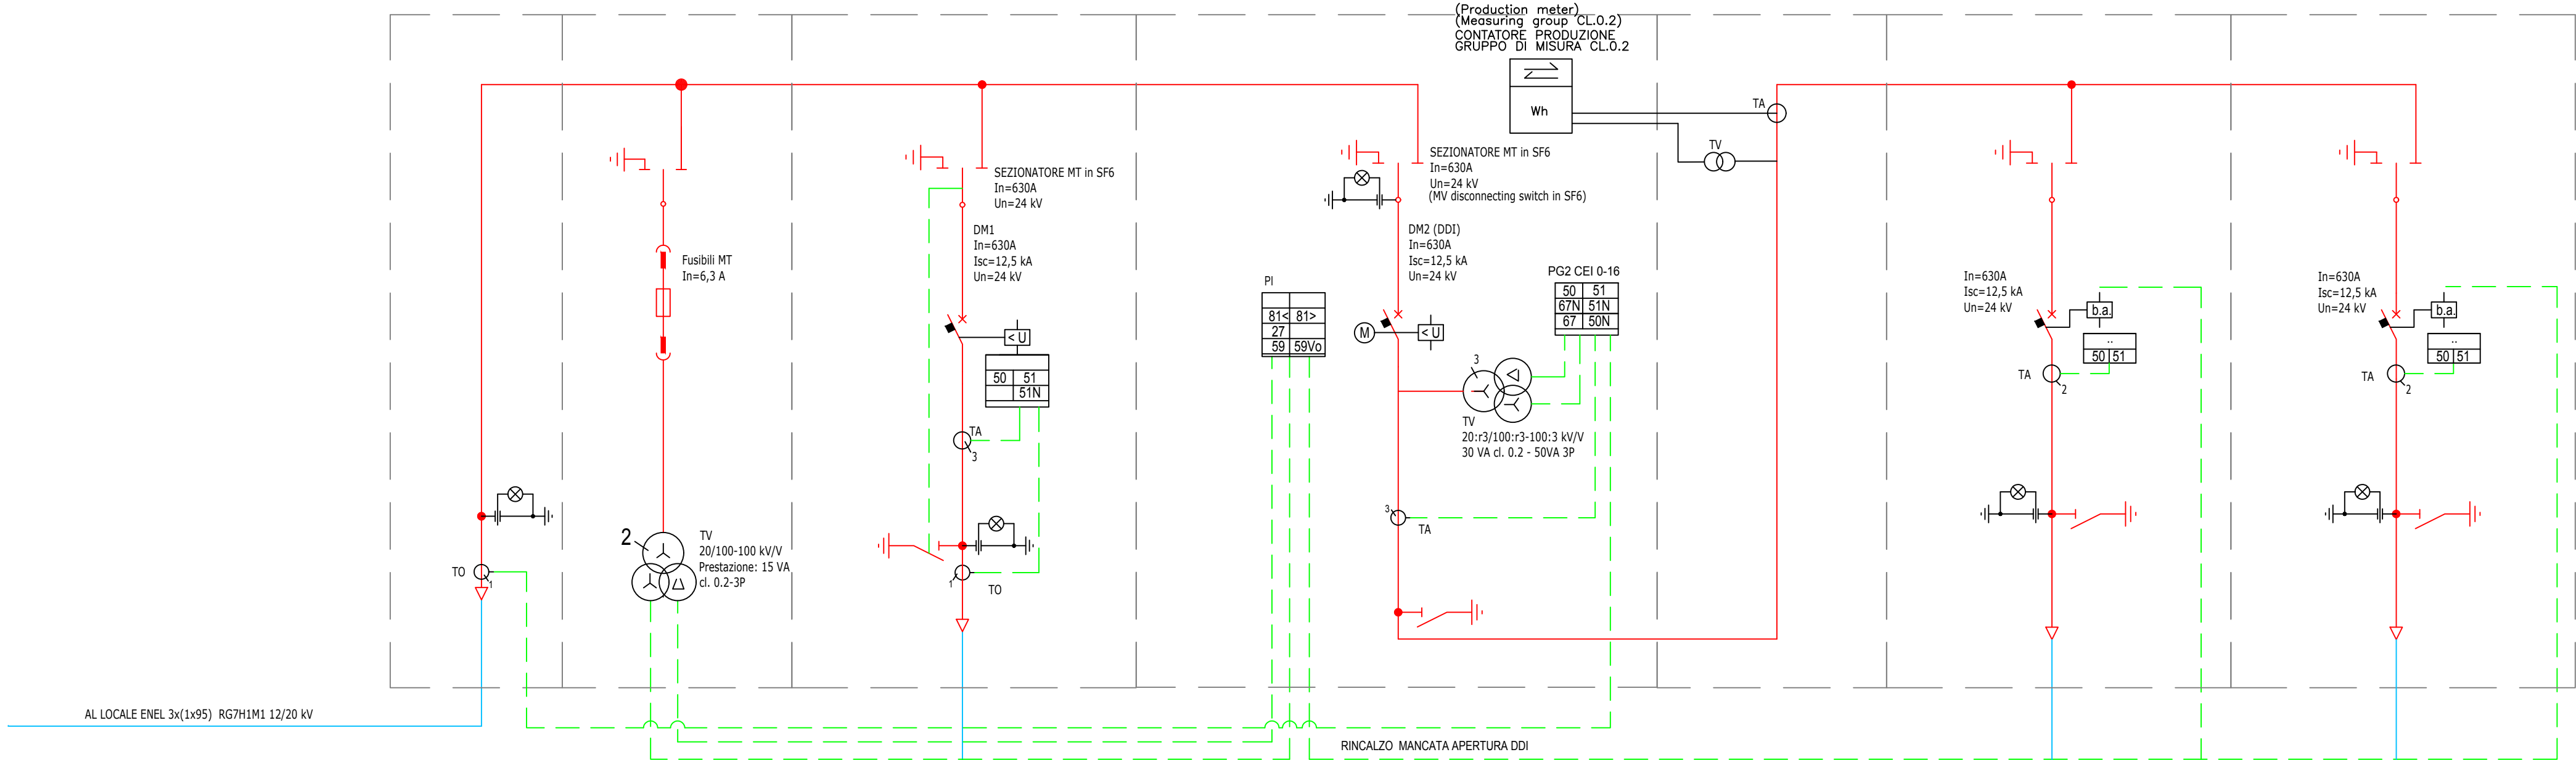 (Production meter)
(Measuring group CL.0.2)
CONTATORE PRODUZIONE
GRUPPO DI MISURA CL.0.2
Wh
TA
TV
SEZIONATORE MT in SF6
In=630A
Un=24 kV
SEZIONATORE MT in SF6
In=630A
Un=24 kV
(MV disconnecting switch in SF6)
Fusibili MT
In=6,3 A
DM1
In=630A
Isc=12,5 kA
Un=24 kV
DM2 (DDI)
In=630A
Isc=12,5 kA
Un=24 kV
PI
81< 81>
27
59 59Vo
PG2 CEI 0-16
50 51
67N 51N
67 50N
In=630A
Isc=12,5 kA
Un=24 kV
b.a.
..
50 51
TA
2
In=630A
Isc=12,5 kA
Un=24 kV
b.a.
..
50 51
TA
2
< U
50 51
51N
TA
3
M
< U
3
TV
20:r3/100:r3-100:3 kV/V
30 VA cl. 0.2 - 50VA 3P
3
TA
2
TV
20/100-100 kV/V
Prestazione: 15 VA
cl. 0.2-3P
TO
1
1
TO
AL LOCALE ENEL 3x(1x95) RG7H1M1 12/20 kV
RINCALZO MANCATA APERTURA DDI